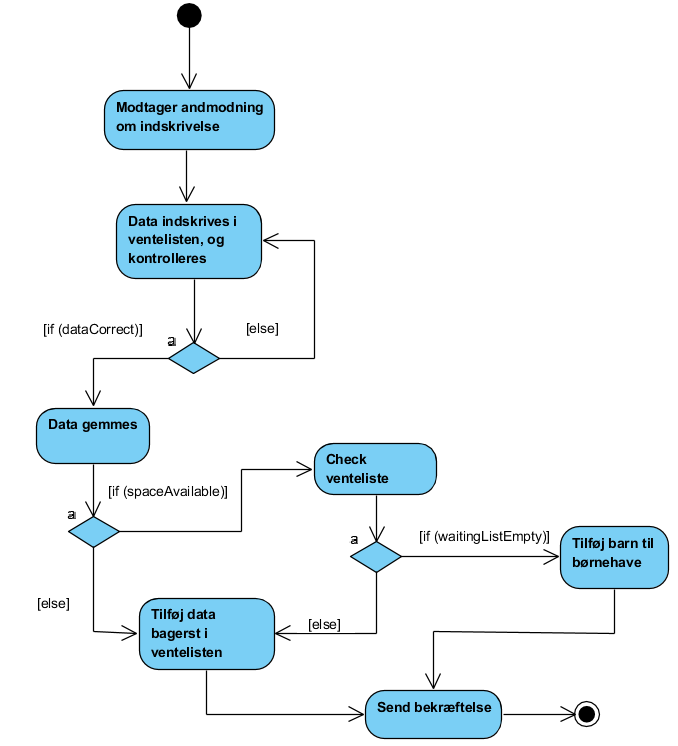 Modtager andmodning
om indskrivelse
Data indskrives i
ventelisten, og
kontrolleres
[if (dataCorrect)]
a
[else]
Data gemmes
[if (spaceAvailable)]
a
Check
venteliste
a
[if (waitingListEmpty)]
Tilføj barn til
børnehave
[else]
Tilføj data
bagerst i
ventelisten
[else]
Send bekræftelse